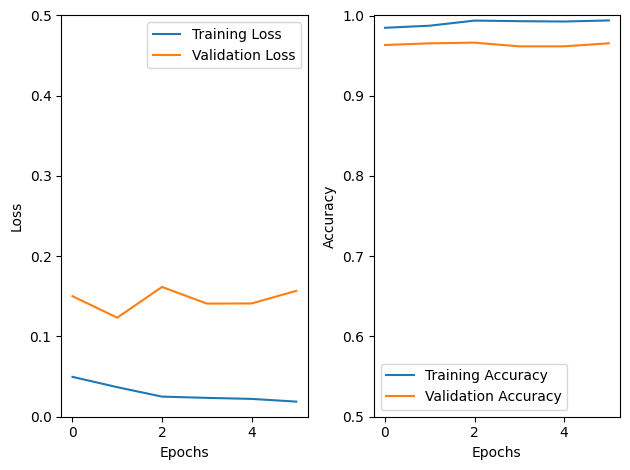 0.5
0.4
0.3
0.2
0.1
0.0
Loss
0
2
4
Epochs
Training Loss
Validation Loss
1.0
0.9
0.8
0.7
0.6
0.5
Accuracy
0
2
4
Epochs
Training Accuracy
Validation Accuracy